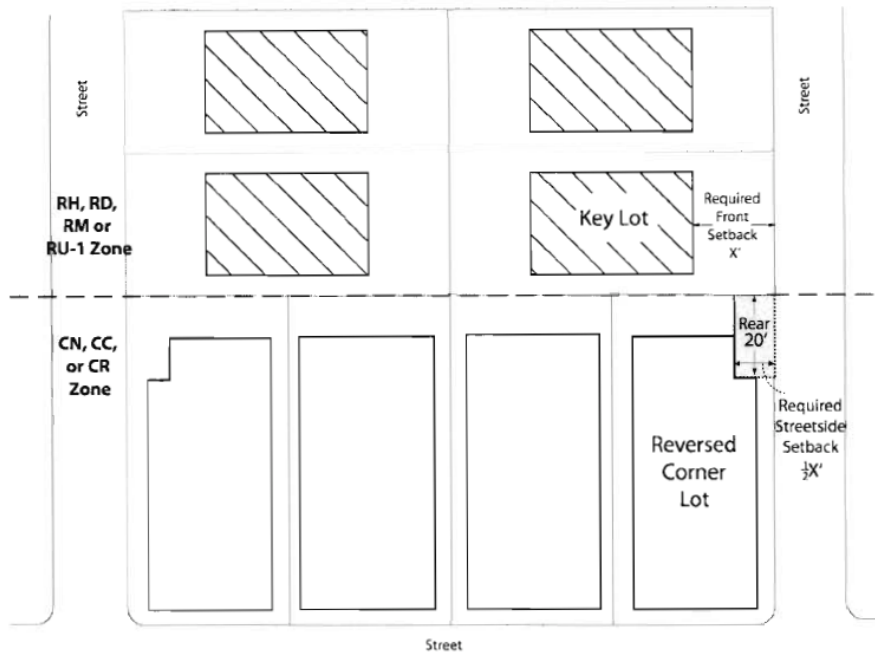 Street
Street
RH, RD,
RM or
RU-1 Zone
Key Lot
Required
Front
Setback
X'
CN, CC,
or CR
Zone
Rear
20'
Required
Streetside
Setback
½X'
Reversed
Corner
Lot
Street